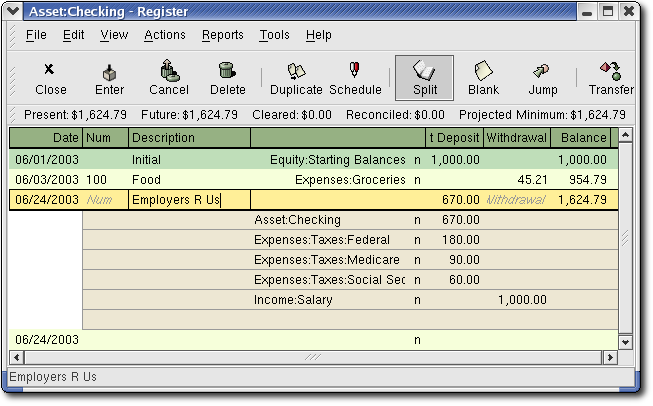 Asset:Checking - Register
File Edit View Actions Reports Tools Help
Close Enter Cancel Delete Duplicate Schedule Split Blank Jump Transfer
Present: $1,624.79 Future: $1,624.79 Cleared: $0.00 Reconciled: $0.00 Projected Minimum: $1,624.79
Date Num Description t Deposit Withdrawal Balance
06/01/2003 Initial Equity:Starting Balances n 1,000.00 1,000.00
06/03/2003 100 Food Expenses:Groceries n 45.21 954.79
06/24/2003 Num Employers R Us 670.00 Withdrawal 1,624.79
Asset:Checking n 670.00
Expenses:Taxes:Federal n 180.00
Expenses:Taxes:Medicare n 90.00
Expenses:Taxes:Social Sec n 60.00
Income:Salary n 1,000.00
06/24/2003 n
Employers R Us